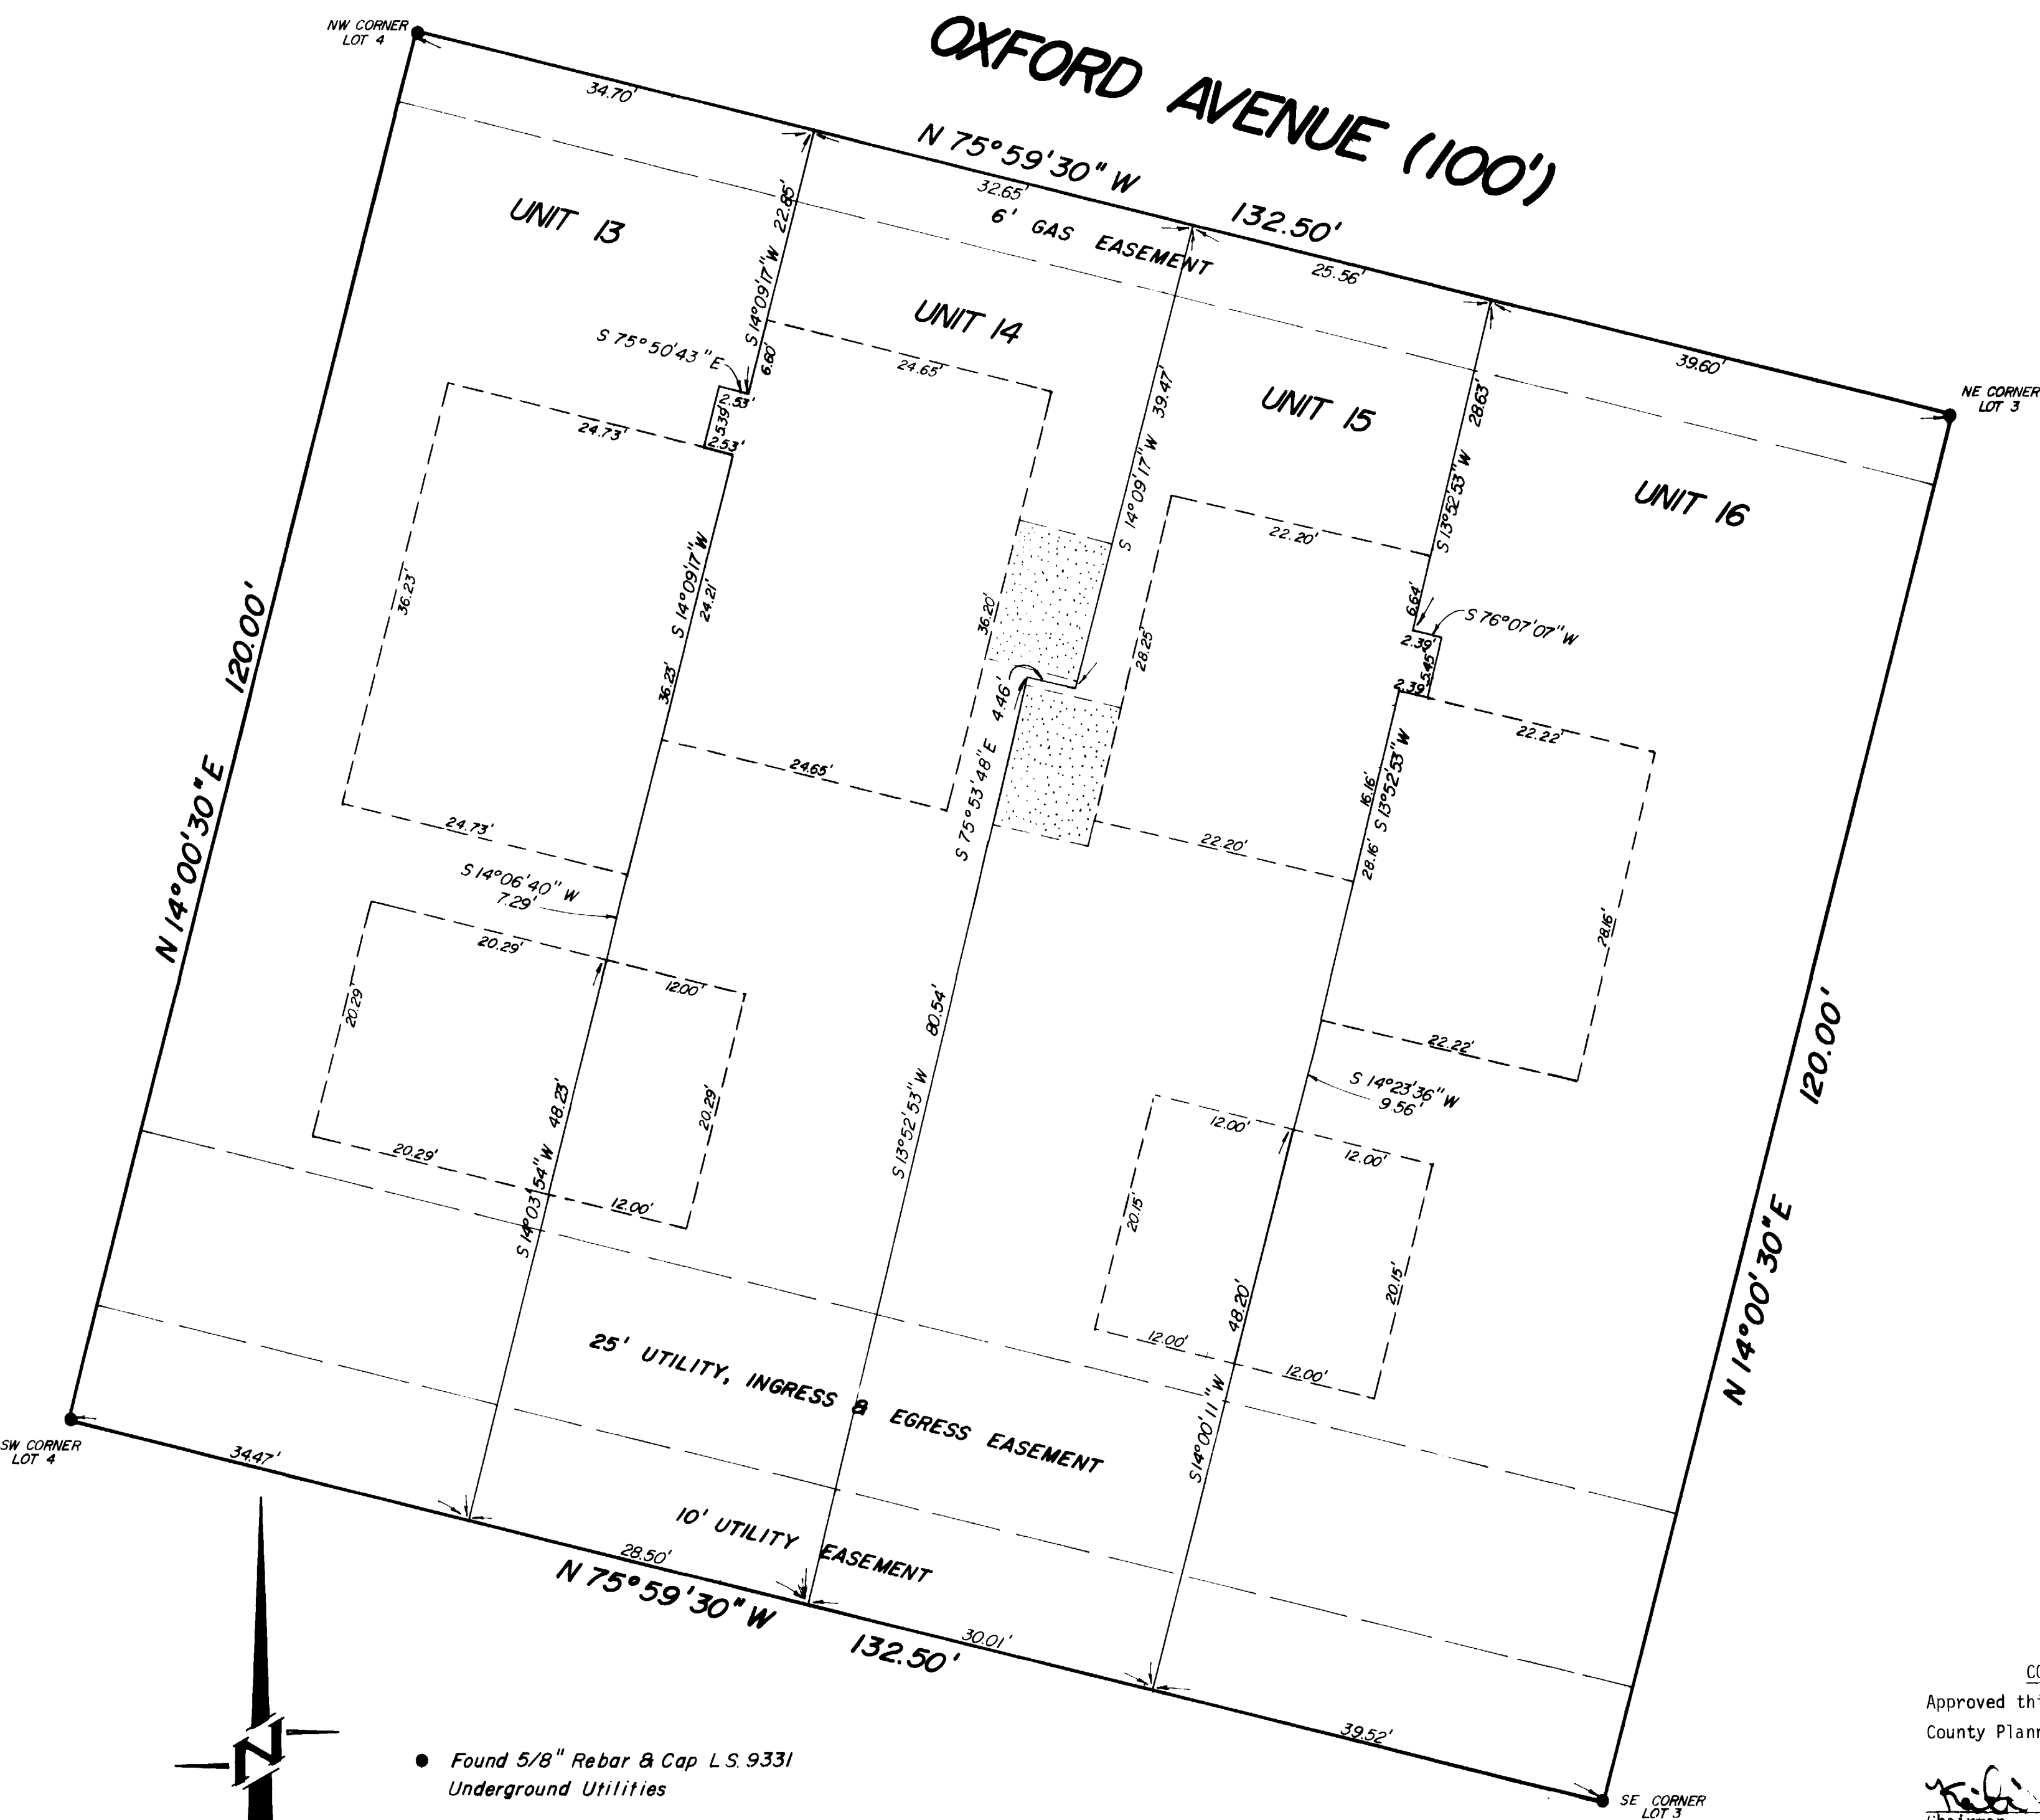 NW CORNER
LOT 4
OXFORD AVENUE (100')
34.70'
N 75°59'30" W
132.50'
32.65'
6' GAS EASEMENT
25.56'
39.60'
NE CORNER
LOT 3
UNIT 13
UNIT 14
UNIT 15
UNIT 16
S 14°09'17" W 22.85'
6.60'
S 75°50'43" E
2.53'
5.39'
2.53'
24.73'
24.65'
S 14°09'17" W 39.47'
S 13°52'53" W 28.63'
22.20'
6.64'
S 76°07'07" W
2.39'
5.45'
2.39'
22.22'
36.23'
S 14°09'17" W
24.21'
36.23'
36.20'
28.25'
S 75°53'48" E 4.46'
24.65'
16.16'
S 13°52'53" W
28.16'
22.20'
24.73'
S 14°06'40" W
7.29'
28.16'
22.22'
S 14°23'36" W
9.56'
120.00'
N 14°00'30" E
20.29'
12.00'
20.29'
20.29'
20.29'
12.00'
S 14°03'54" W 48.23'
S 13°52'53" W 80.54'
12.00'
12.00'
20.15'
20.15'
12.00'
12.00'
S 14°00'11" W 48.20'
120.00'
N 14°00'30" E
25' UTILITY, INGRESS & EGRESS EASEMENT
10' UTILITY EASEMENT
SW CORNER
LOT 4
34.47'
28.50'
N 75°59'30" W
132.50'
30.01'
39.52'
SE CORNER
LOT 3
N
Found 5/8" Rebar & Cap L.S. 9331
Underground Utilities
CO
Approved thi
County Plann
Chairman